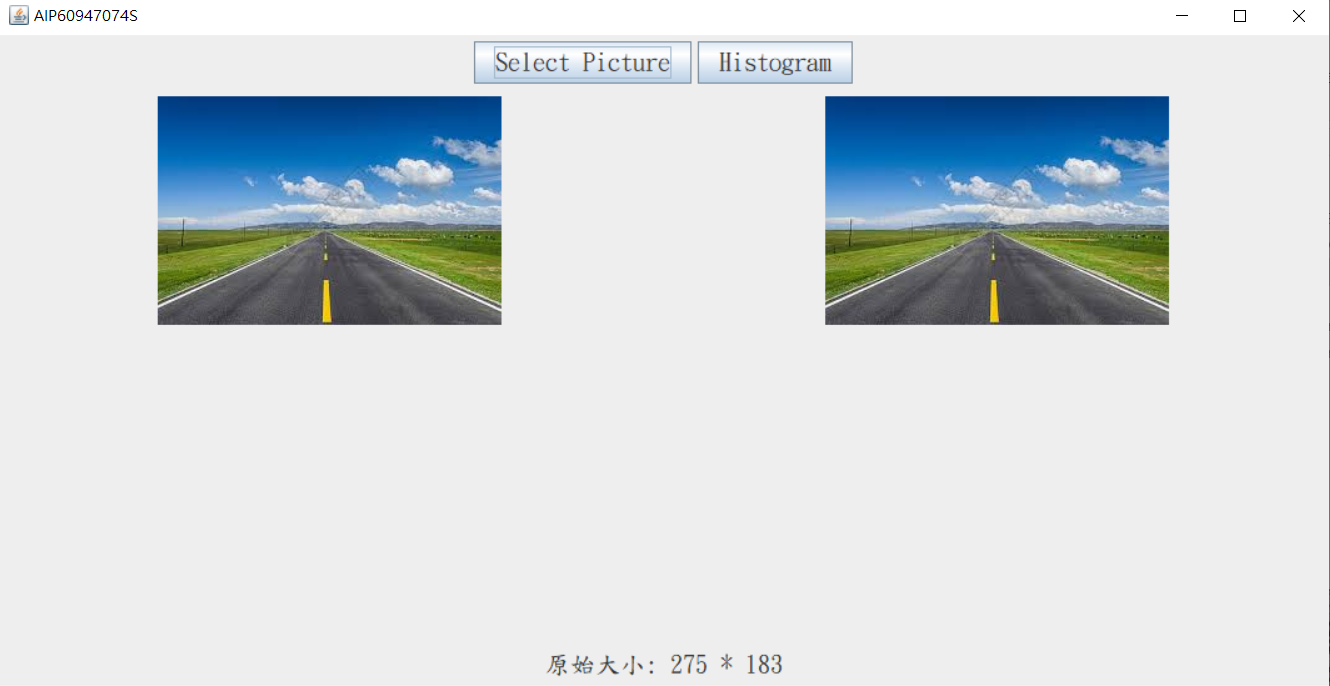 AIP60947074S
Select Picture Histogram
原始大小: 275 * 183